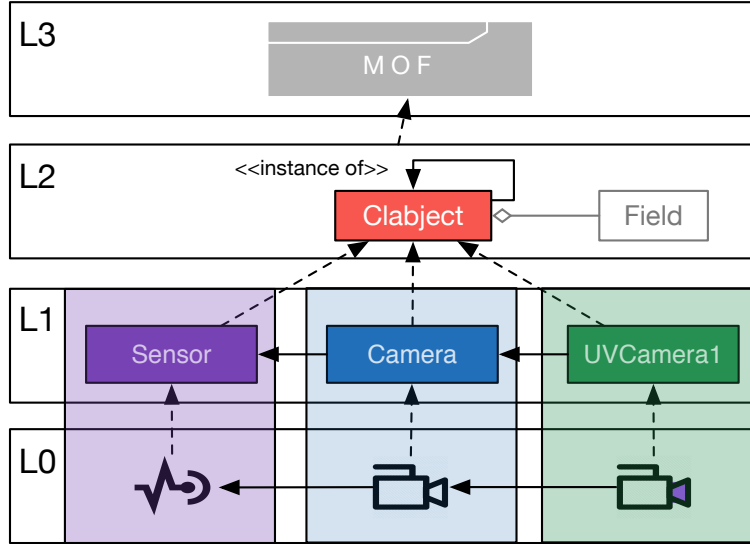 L3
M O F
L2
<<instance of>>
Clabject
Field
L1
Sensor
Camera
UVCamera1
L0